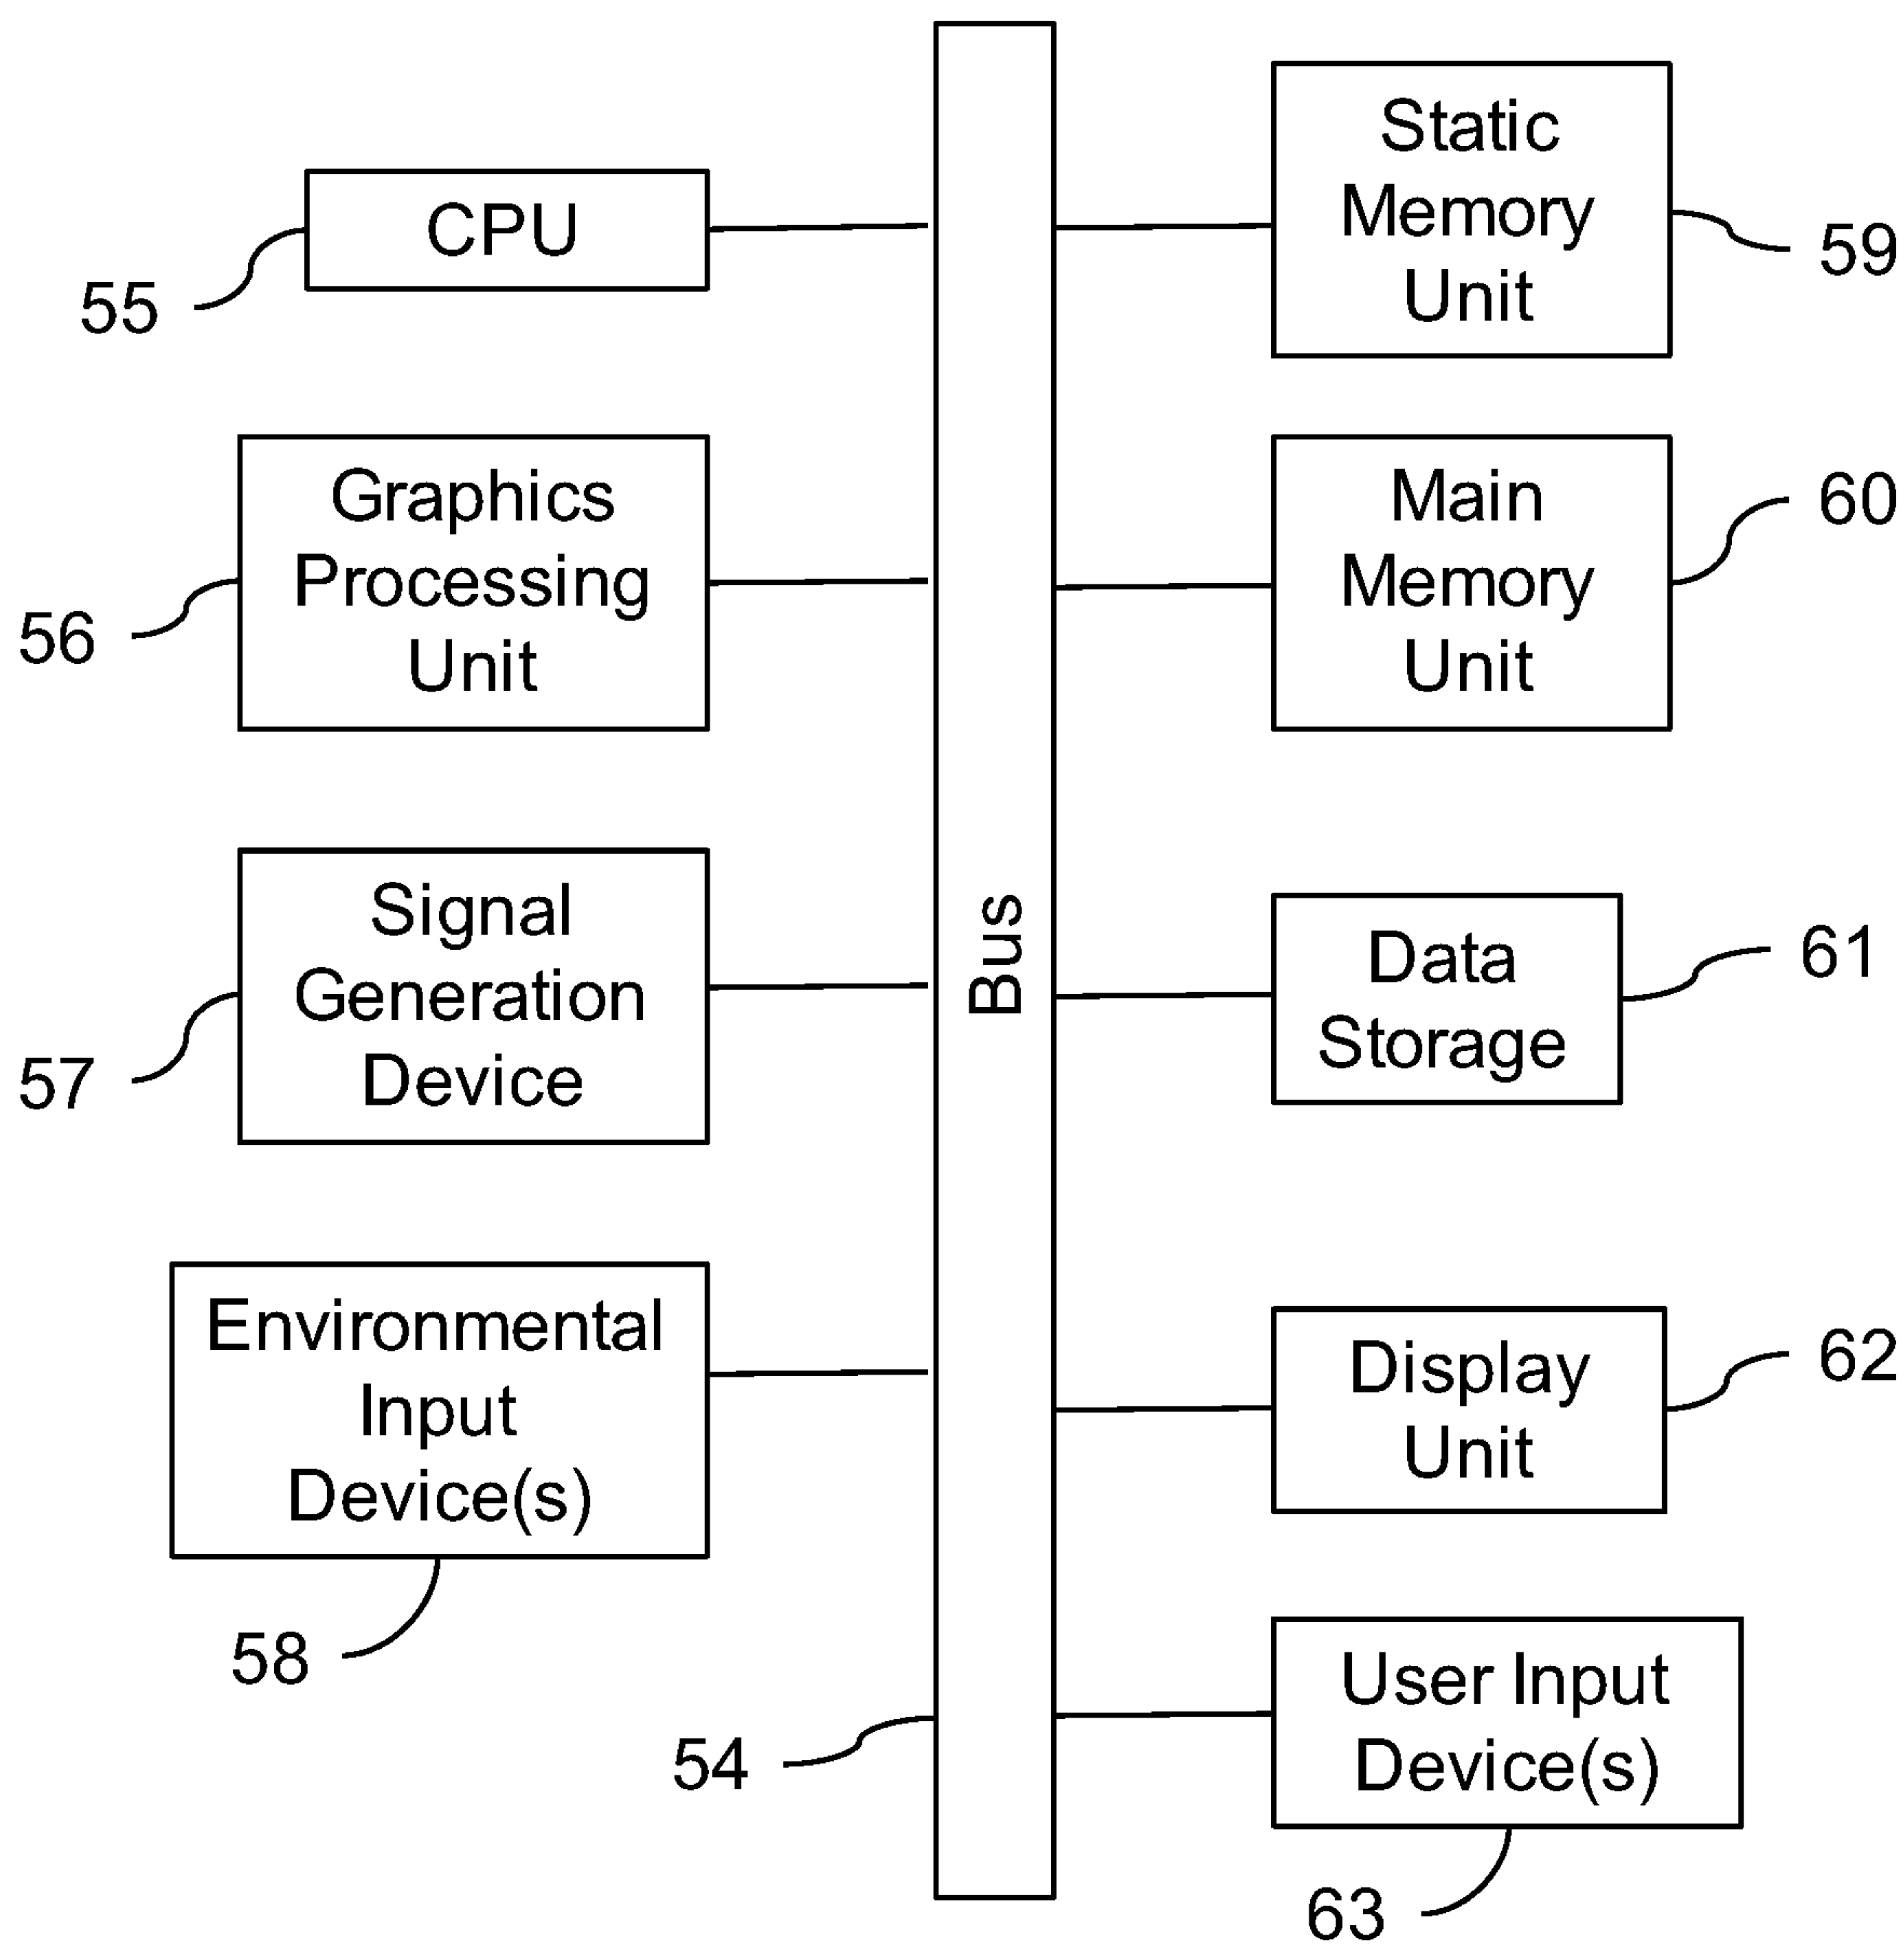 CPU
55
Graphics
Processing
Unit
56
Signal
Generation
Device
57
Environmental
Input
Device(s)
58
Bus
54
Static
Memory
Unit
59
Main
Memory
Unit
60
Data
Storage
61
Display
Unit
62
User Input
Device(s)
63